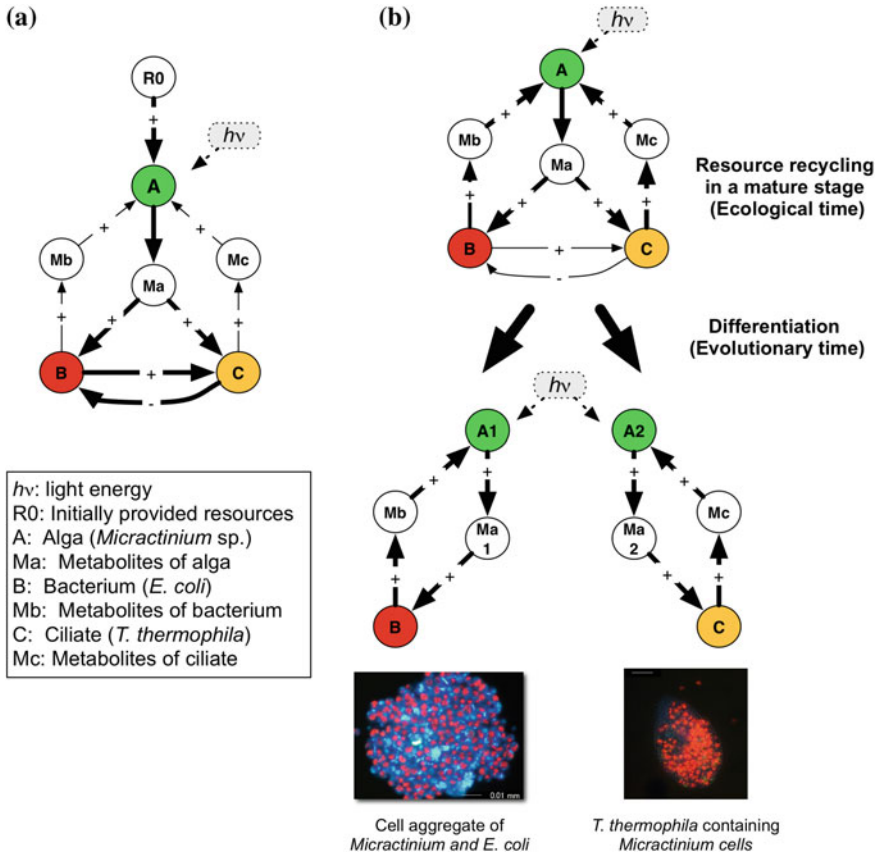 (a)
R0
+
hν
A
+
+
+
Mb
Mc
Ma
+
+
+
+
B
+
C
-
hν: light energy
R0: Initially provided resources
A: Alga (Micractinium sp.)
Ma: Metabolites of alga
B: Bacterium (E. coli)
Mb: Metabolites of bacterium
C: Ciliate (T. thermophila)
Mc: Metabolites of ciliate
(b)
hν
A
+
+
+
Mb
Mc
Ma
+
+
+
+
B
+
C
-
Resource recycling
in a mature stage
(Ecological time)
Differentiation
(Evolutionary time)
hν
A1
A2
+
+
+
+
Mb
Ma
1
Ma
2
Mc
+
+
+
+
B
C
0.01 mm
Cell aggregate of
Micractinium and E. coli
T. thermophila containing
Micractinium cells